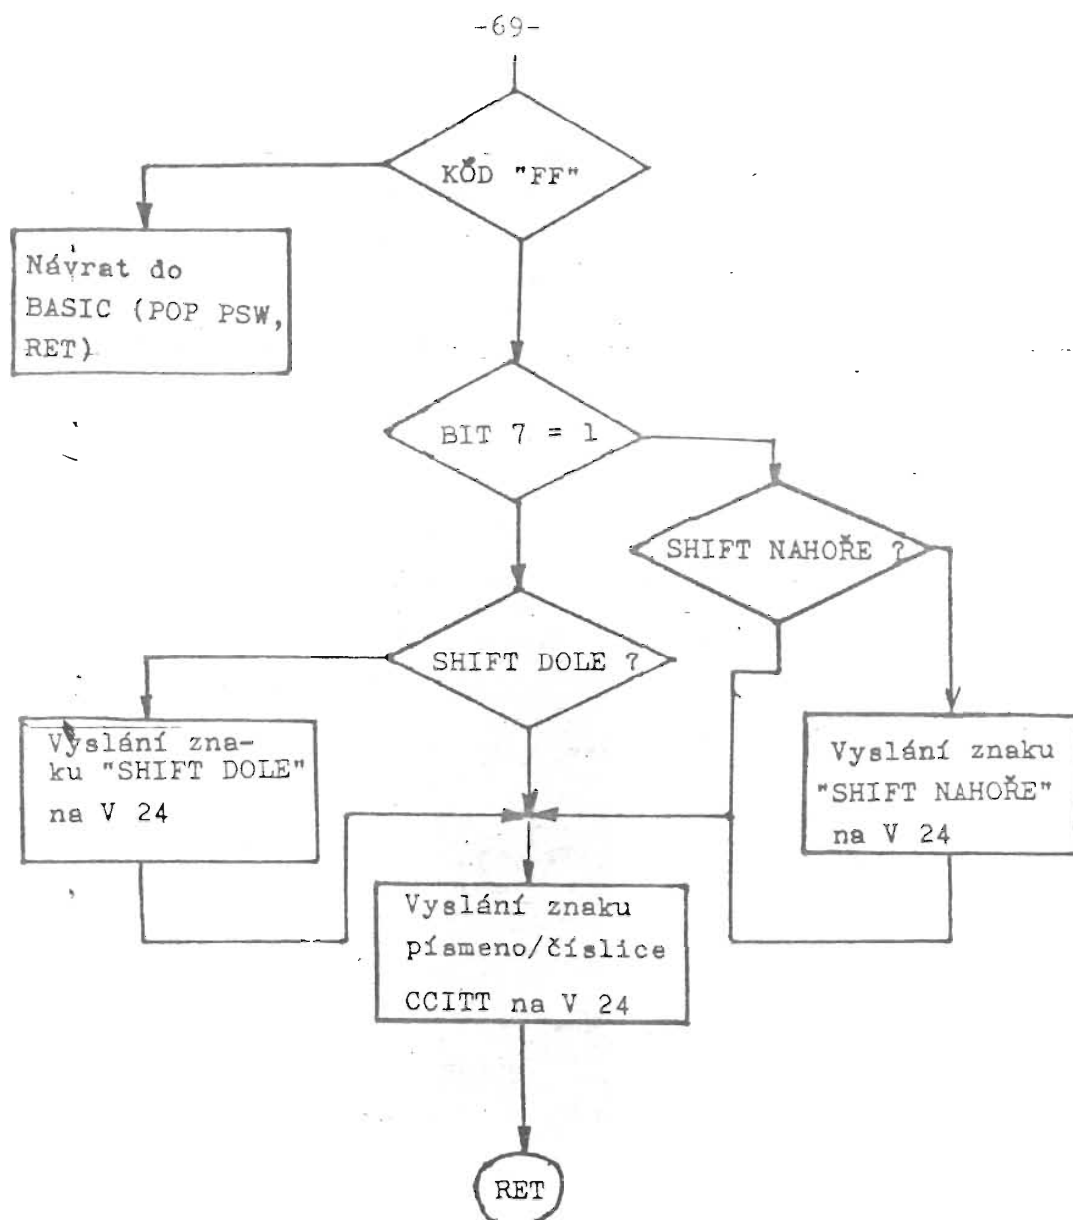 -69-
KÓD "FF"
Návrat do
BASIC (POP PSW,
RET)
BIT 7 = 1
SHIFT NAHOŘE ?
SHIFT DOLE ?
Vyslání zna-
ku "SHIFT DOLE"
na V 24
Vyslání znaku
"SHIFT NAHOŘE"
na V 24
Vyslání znaku
písmeno/číslice
CCITT na V 24
RET